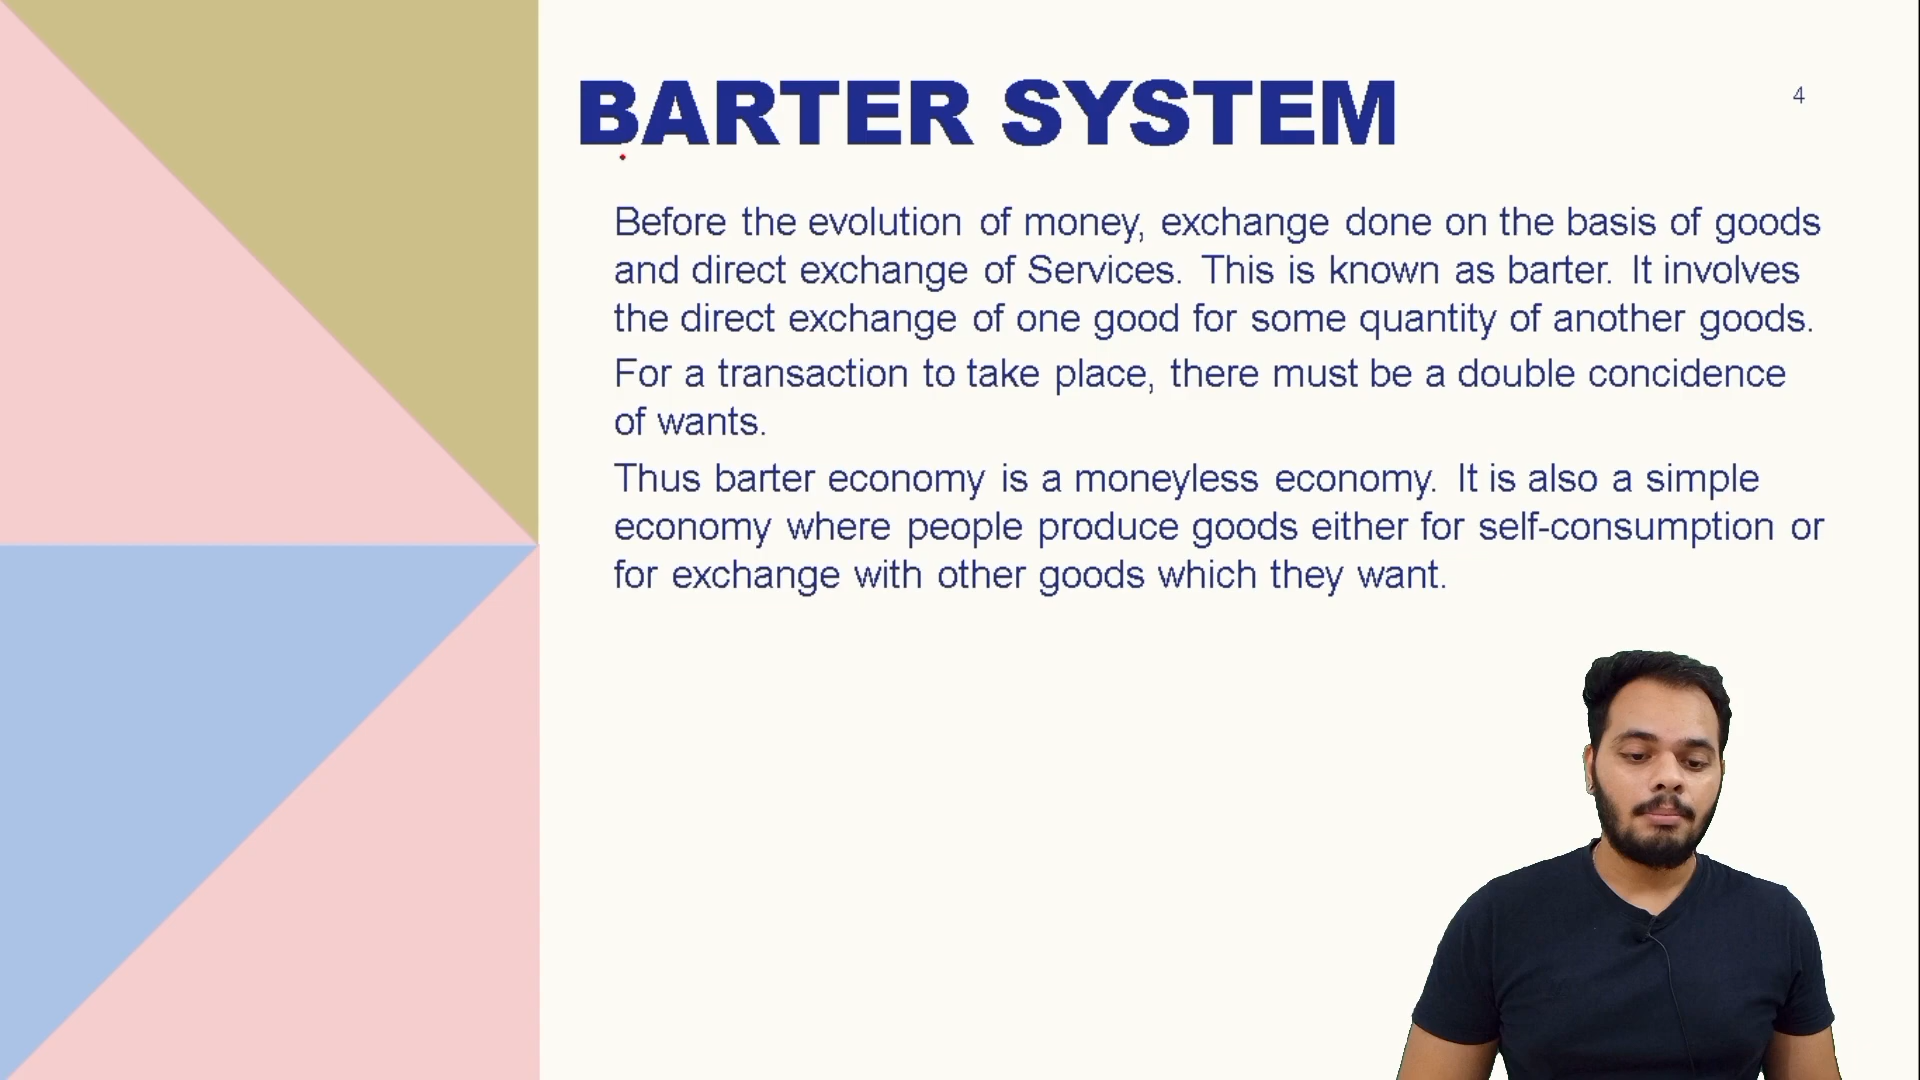 BARTER SYSTEM
4
Before the evolution of money, exchange done on the basis of goods
and direct exchange of Services. This is known as barter. It involves
the direct exchange of one good for some quantity of another goods.
For a transaction to take place, there must be a double concidence
of wants.
Thus barter economy is a moneyless economy. It is also a simple
economy where people produce goods either for self-consumption or
for exchange with other goods which they want.